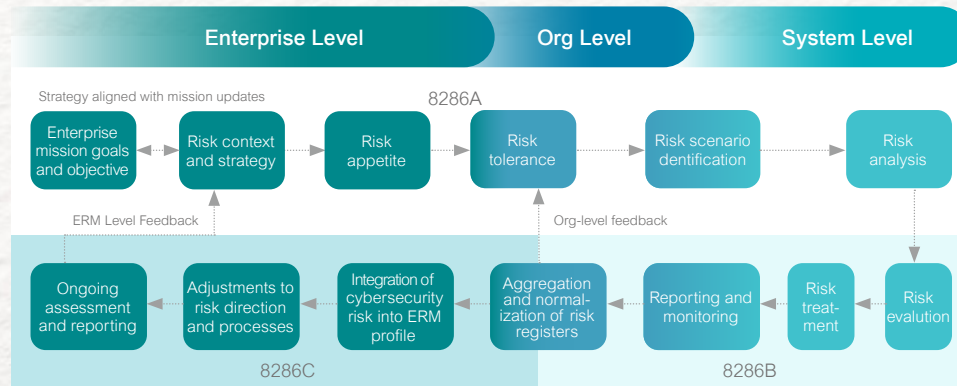 Enterprise Level
Org Level
System Level
Strategy aligned with mission updates
8286A
Enterprise
mission goals
and objective
Risk context
and strategy
Risk
appetite
Risk
tolerance
Risk scenario
dentification
Risk
analysis
ERM Level Feedback
Org-level feedback
Ongoing
assessment
and reporting
Adjustments to
risk direction
and processes
Integration of
cybersecurity
risk into ERM
profile
Aggregation
and normal-
ization of risk
registers
Reporting and
monitoring
Risk
treat-
ment
Risk
evalution
8286C
8286B